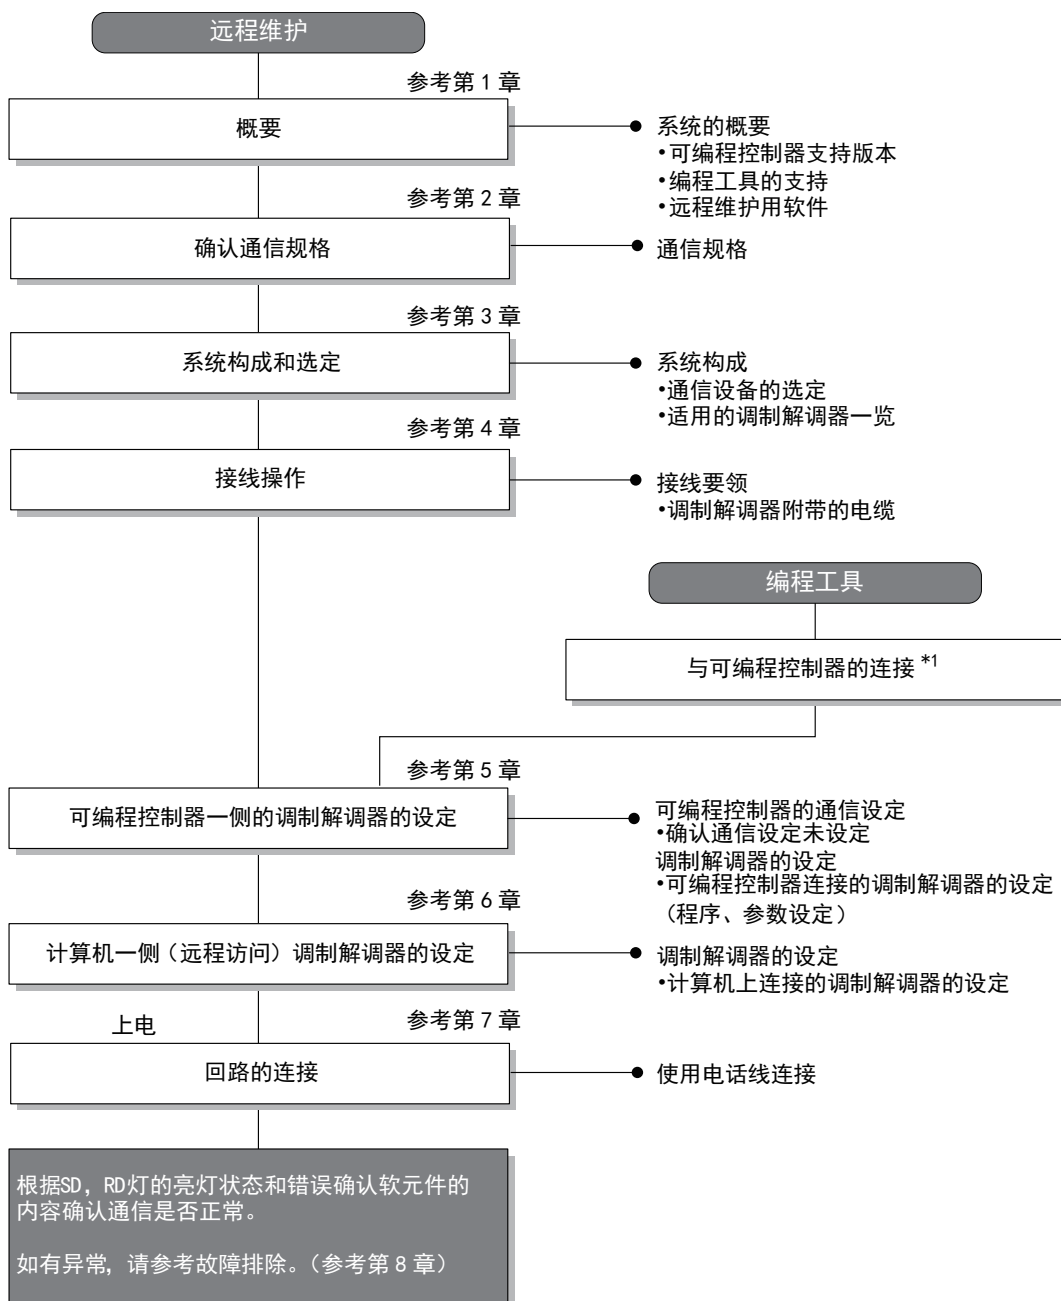 远程维护
参考第 1 章
概要
系统的概要
•可编程控制器支持版本
•编程工具的支持
•远程维护用软件
参考第 2 章
确认通信规格
通信规格
参考第 3 章
系统构成和选定
系统构成
•通信设备的选定
•适用的调制解调器一览
参考第 4 章
接线操作
接线要领
•调制解调器附带的电缆
编程工具
与可编程控制器的连接 *1
参考第 5 章
可编程控制器一侧的调制解调器的设定
可编程控制器的通信设定
•确认通信设定未设定
调制解调器的设定
•可编程控制器连接的调制解调器的设定
（程序、参数设定）
参考第 6 章
计算机一侧（远程访问）调制解调器的设定
调制解调器的设定
•计算机上连接的调制解调器的设定
上电
参考第 7 章
回路的连接
使用电话线连接
根据SD，RD灯的亮灯状态和错误确认软元件的
内容确认通信是否正常。
如有异常，请参考故障排除。（参考第 8 章）